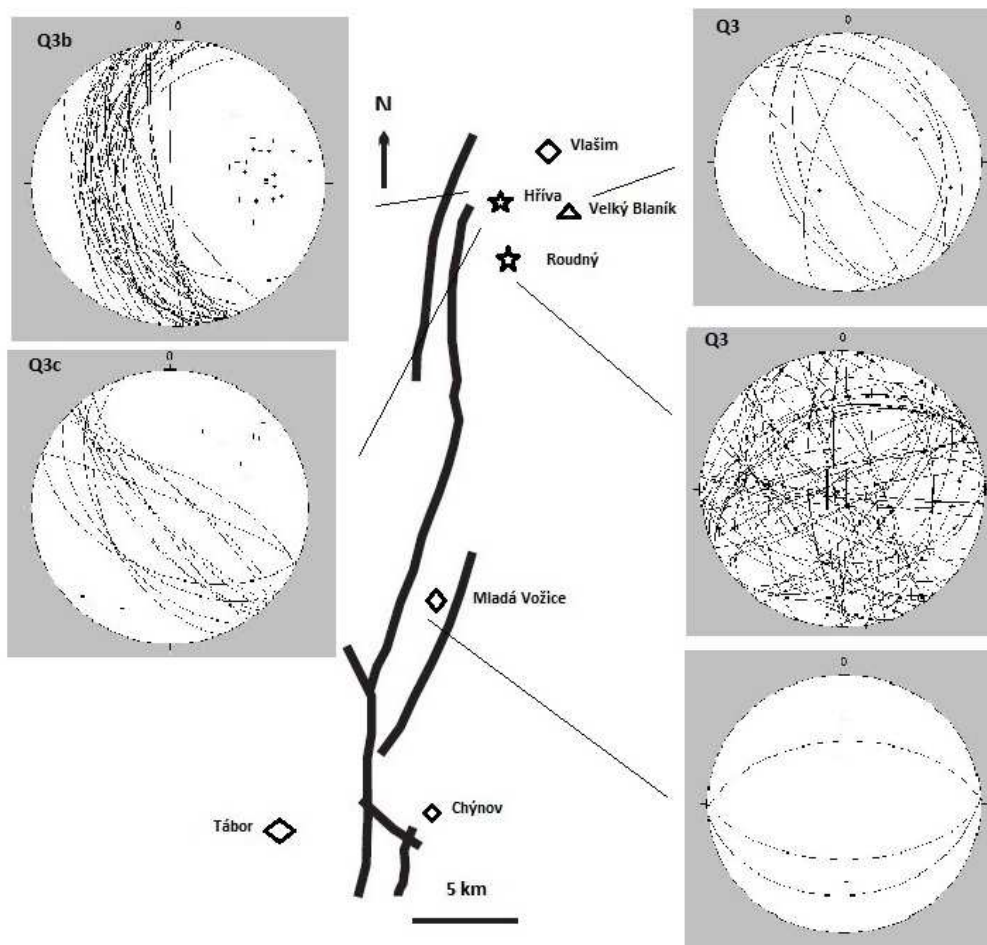 Q3b
0
Q3
0
N
Vlašim
Hříva
Velký Blaník
Roudný
Q3c
0
Q3
0
Mladá Vožice
0
Chýnov
Tábor
5 km